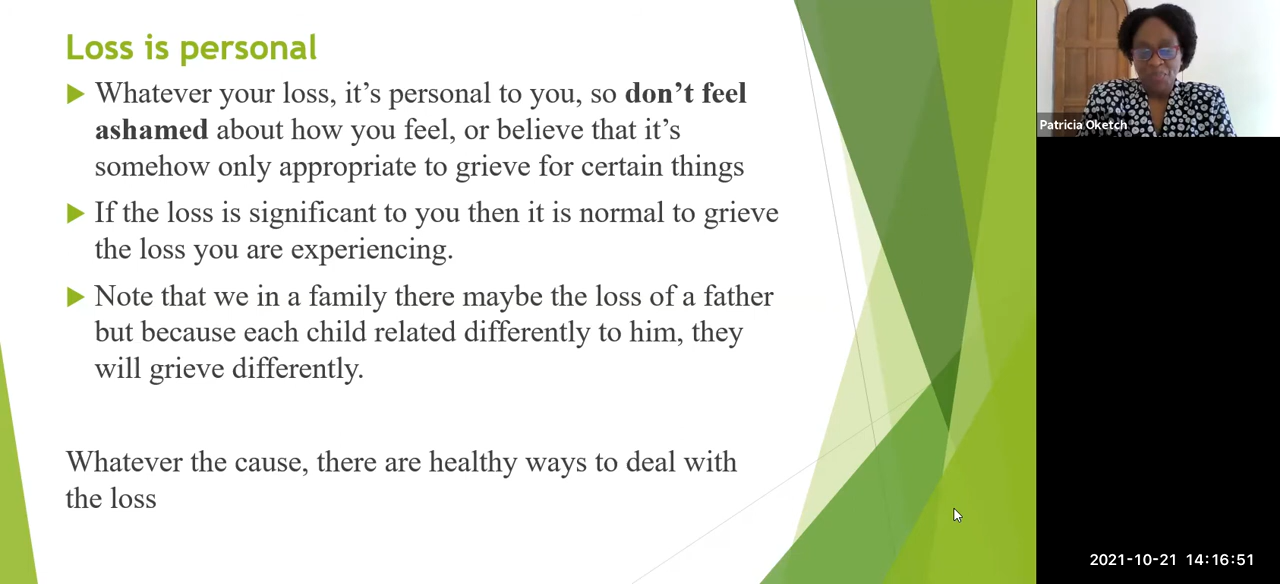 Loss is personal
Whatever your loss, it’s personal to you, so don’t feel
ashamed about how you feel, or believe that it’s
somehow only appropriate to grieve for certain things
If the loss is significant to you then it is normal to grieve
the loss you are experiencing.
Note that we in a family there maybe the loss of a father
but because each child related differently to him, they
will grieve differently.
Whatever the cause, there are healthy ways to deal with
the loss
Patricia Oketch
2021-10-21 14:16:51